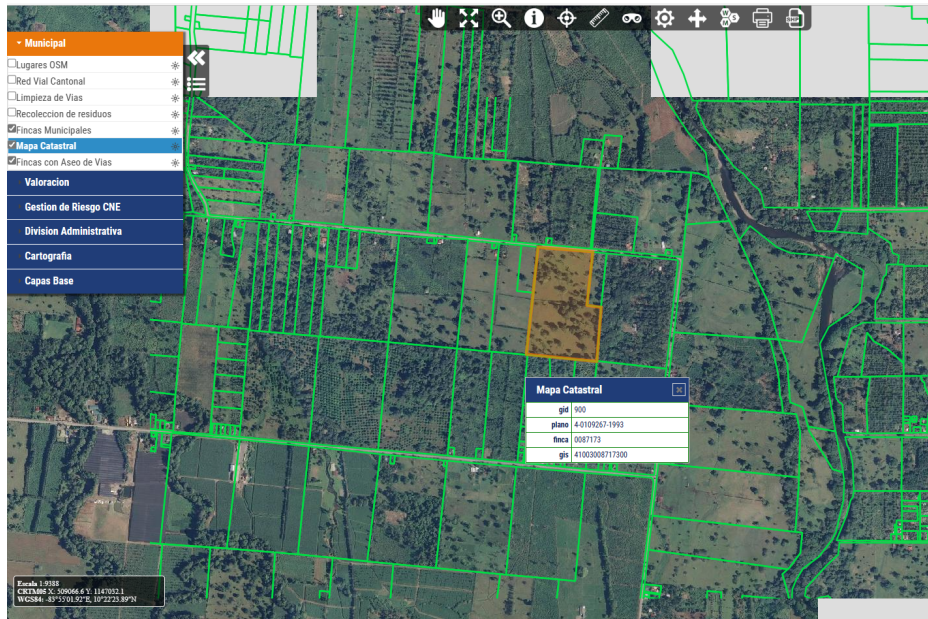 Municipal
Lugares OSM
Red Vial Cantonal
Limpieza de Vias
Recoleccion de residuos
Fincas Municipales
Mapa Catastral
Fincas con Aseo de Vias
Valoracion
Gestion de Riesgo CNE
Division Administrativa
Cartografia
Capas Base
W M S
SHP
Mapa Catastral
gid 900
plano 4-0109267-1993
finca 0087173
gis 41003008717300
Escala 1:9388
CRTM05 X: 509066.6 Y: 1147032.1
WGS84: -83°55'01.92"E, 10°22'23.89"N